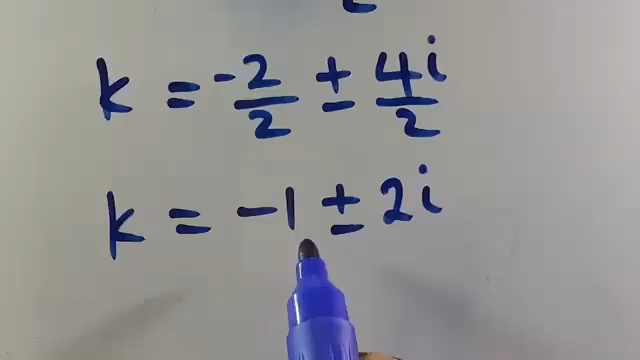 k = -2/2 ± 4i/2
k = -1 ± 2i